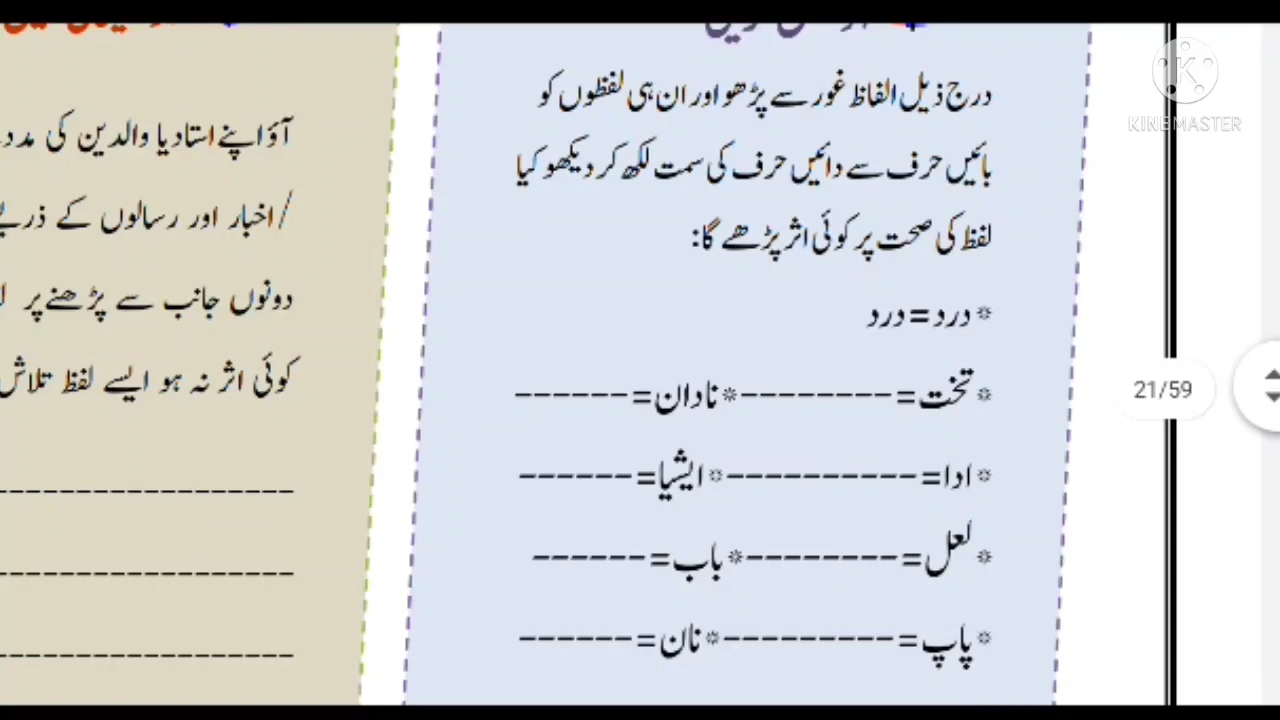 درج ذیل الفاظ غور سے پڑھو اور ان ہی لفظوں کو
بائیں حرف سے دائیں حرف کی سمت لکھ کر دیکھو کیا
لفظ کی صحت پر کوئی اثر پڑھے گا:
* درد = درد
* تخت = --------* نادان = ------
* ادا = ----------* ایشیا = ------
* لعل = --------* باب = ------
* پاپ = ---------* نان = ------
آؤ اپنے استاد یا والدین کی مدد
/اخبار اور رسالوں کے
دونوں جانب سے پڑھنے پر
کوئی اثر نہ ہو ایسے لفظ تلاش
------------------
------------------
------------------
KINEMASTER
21/59